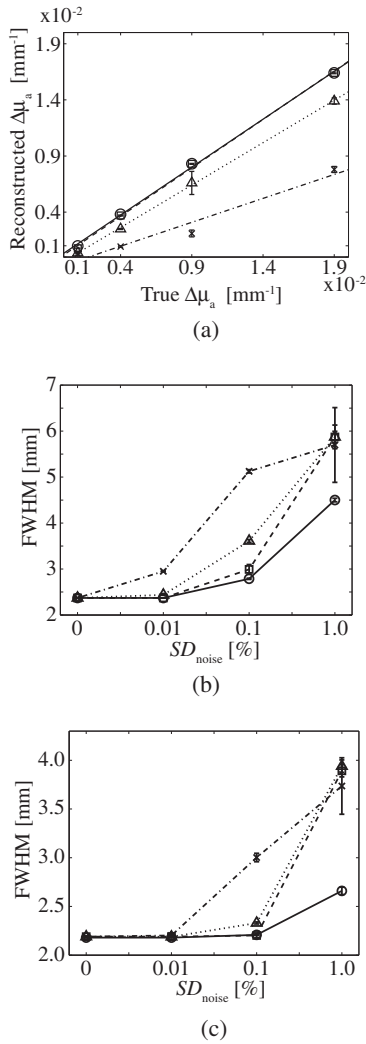 x10⁻²
1.9
1.4
0.9
0.4
0.1
Reconstructed Δμₐ [mm⁻¹]
0.1 0.4 0.9 1.4 1.9
x10⁻²
True Δμₐ [mm⁻¹]
(a)
7
6
5
4
3
2
FWHM [mm]
0 0.01 0.1 1.0
SD_noise [%]
(b)
4.0
3.5
3.0
2.5
2.0
FWHM [mm]
0 0.01 0.1 1.0
SD_noise [%]
(c)